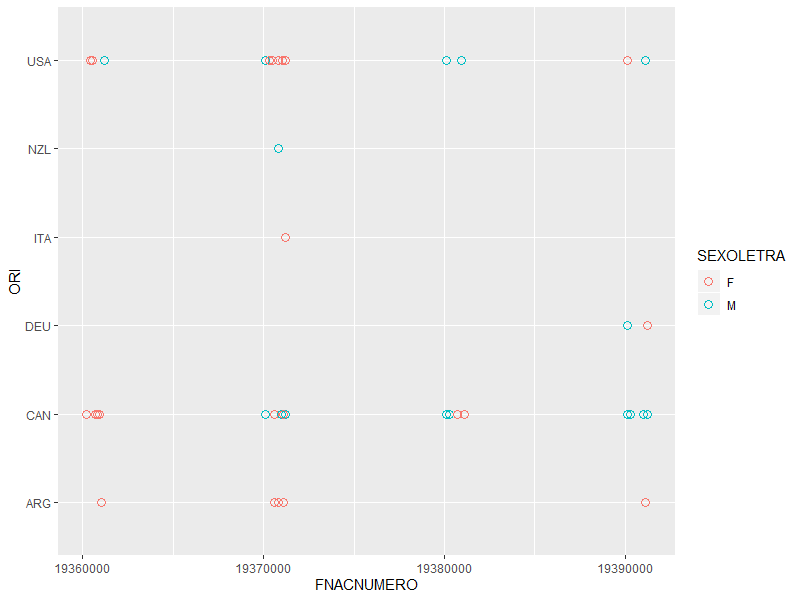 USA
NZL
ITA
DEU
CAN
ARG
ORI
19360000
19370000
19380000
19390000
FNACNUMERO
SEXOLETRA
F
M